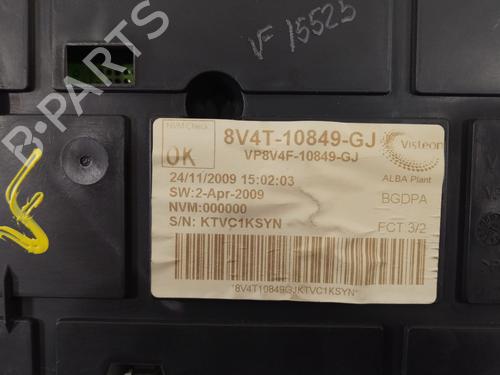 VF 15525
B-PARTS
NVM Check
OK
8V4T-10849-GJ
VP8V4F-10849-GJ
Visteon
ALBA Plant
24/11/2009 15:02:03
SW:2-Apr-2009
NVM:000000
S/N: KTVC1KSYN
BGDPA
FCT 3/2
*8V4T10849GJKTVC1KSYN*